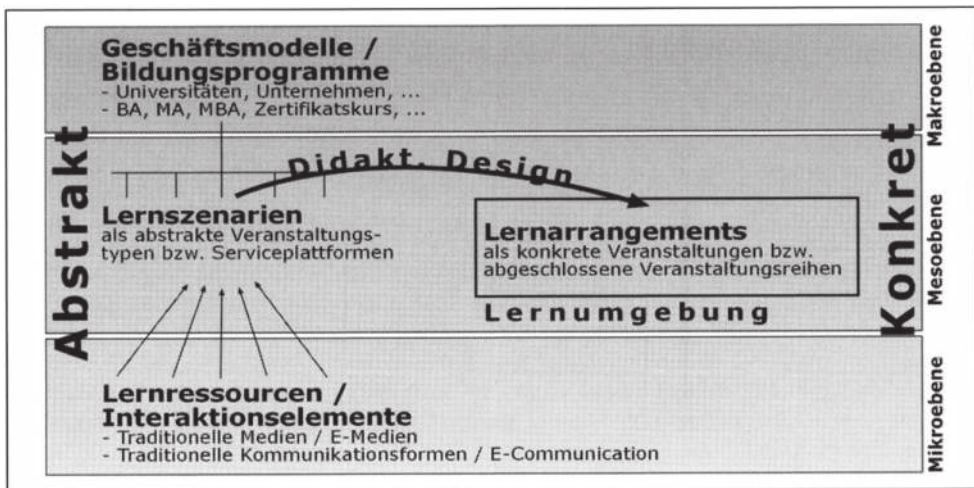 Geschäftsmodelle /
Bildungsprogramme
- Universitäten, Unternehmen, ...
- BA, MA, MBA, Zertifikatskurs, ...
Makroebene
Abstrakt
Didakt. Design
Konkret
Lernszenarien
als abstrakte Veranstaltungs-
typen bzw. Serviceplattformen
Lernarrangements
als konkrete Veranstaltungen bzw.
abgeschlossene Veranstaltungsreihen
Lernumgebung
Mesoebene
Lernressourcen /
Interaktionselemente
- Traditionelle Medien / E-Medien
- Traditionelle Kommunikationsformen / E-Communication
Mikroebene